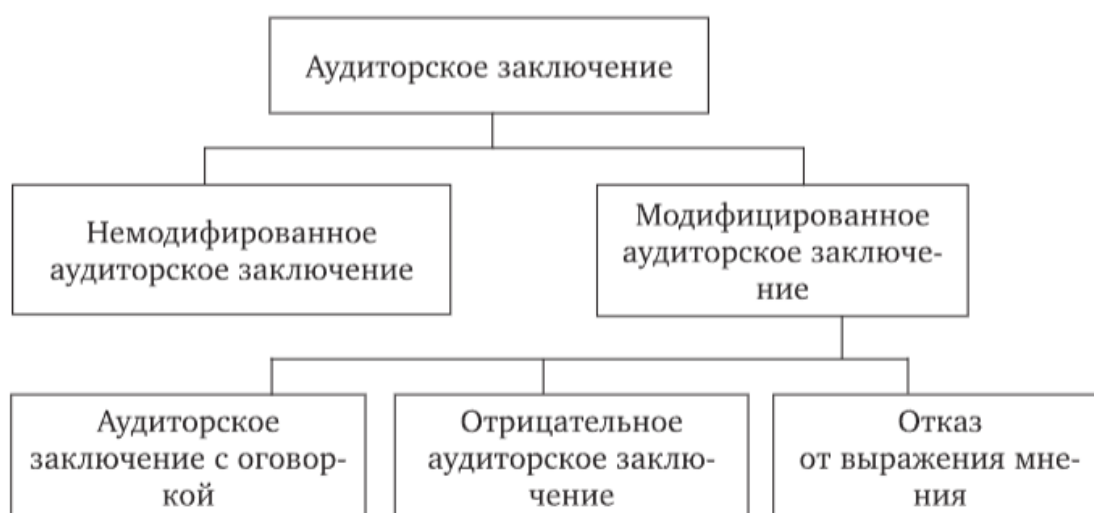 Аудиторское заключение
Немодифированное
аудиторское заключение
Модифицированное
аудиторское заключе-
ние
Аудиторское
заключение с оговор-
кой
Отрицательное
аудиторское заклю-
чение
Отказ
от выражения мне-
ния